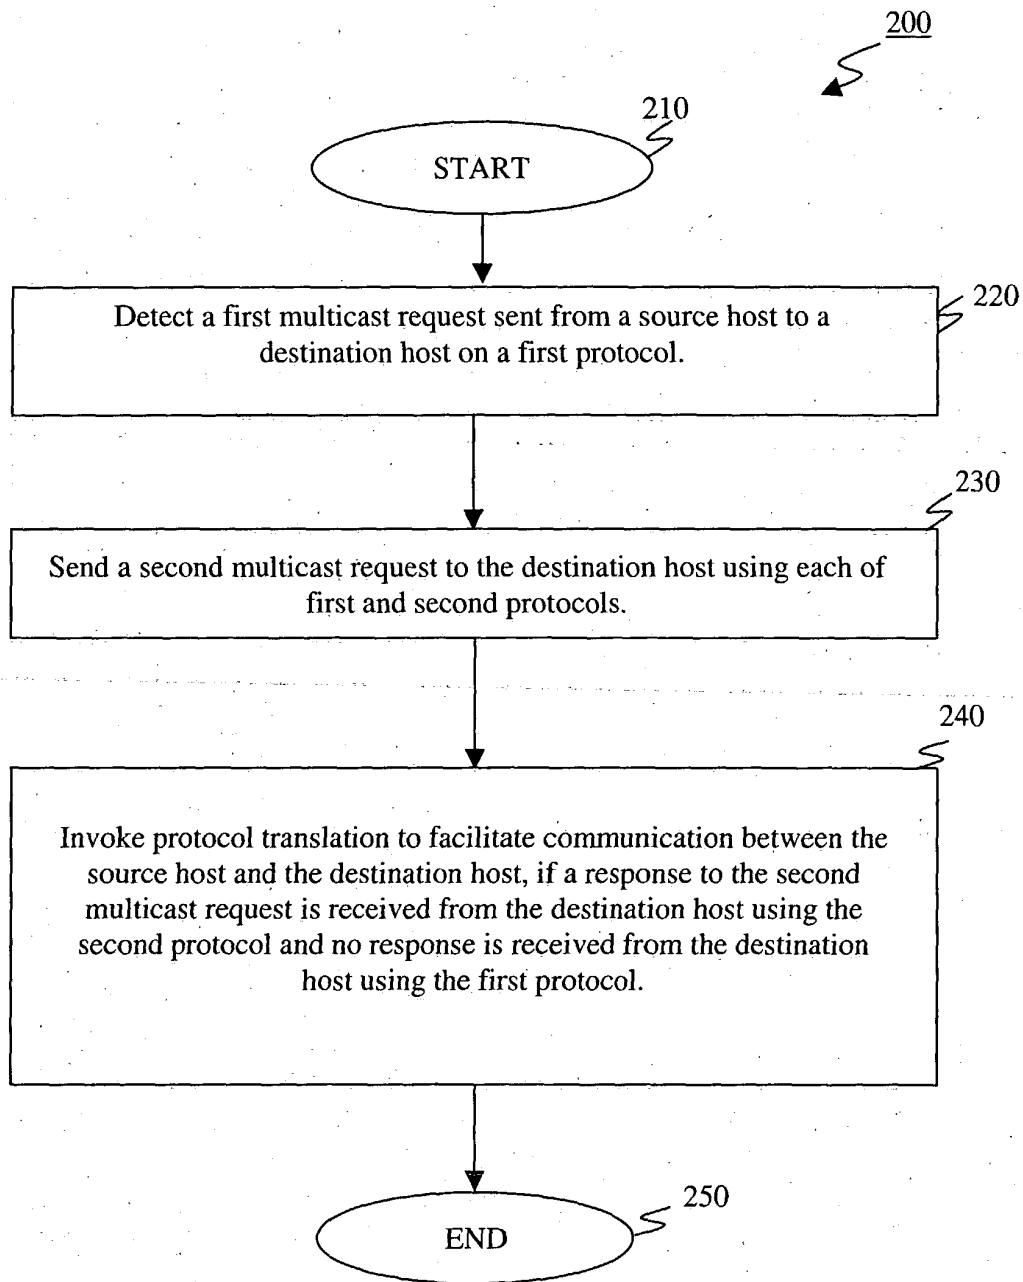 200
210
START
220
Detect a first multicast request sent from a source host to a
destination host on a first protocol.
230
Send a second multicast request to the destination host using each of
first and second protocols.
240
Invoke protocol translation to facilitate communication between the
source host and the destination host, if a response to the second
multicast request is received from the destination host using the
second protocol and no response is received from the destination
host using the first protocol.
250
END